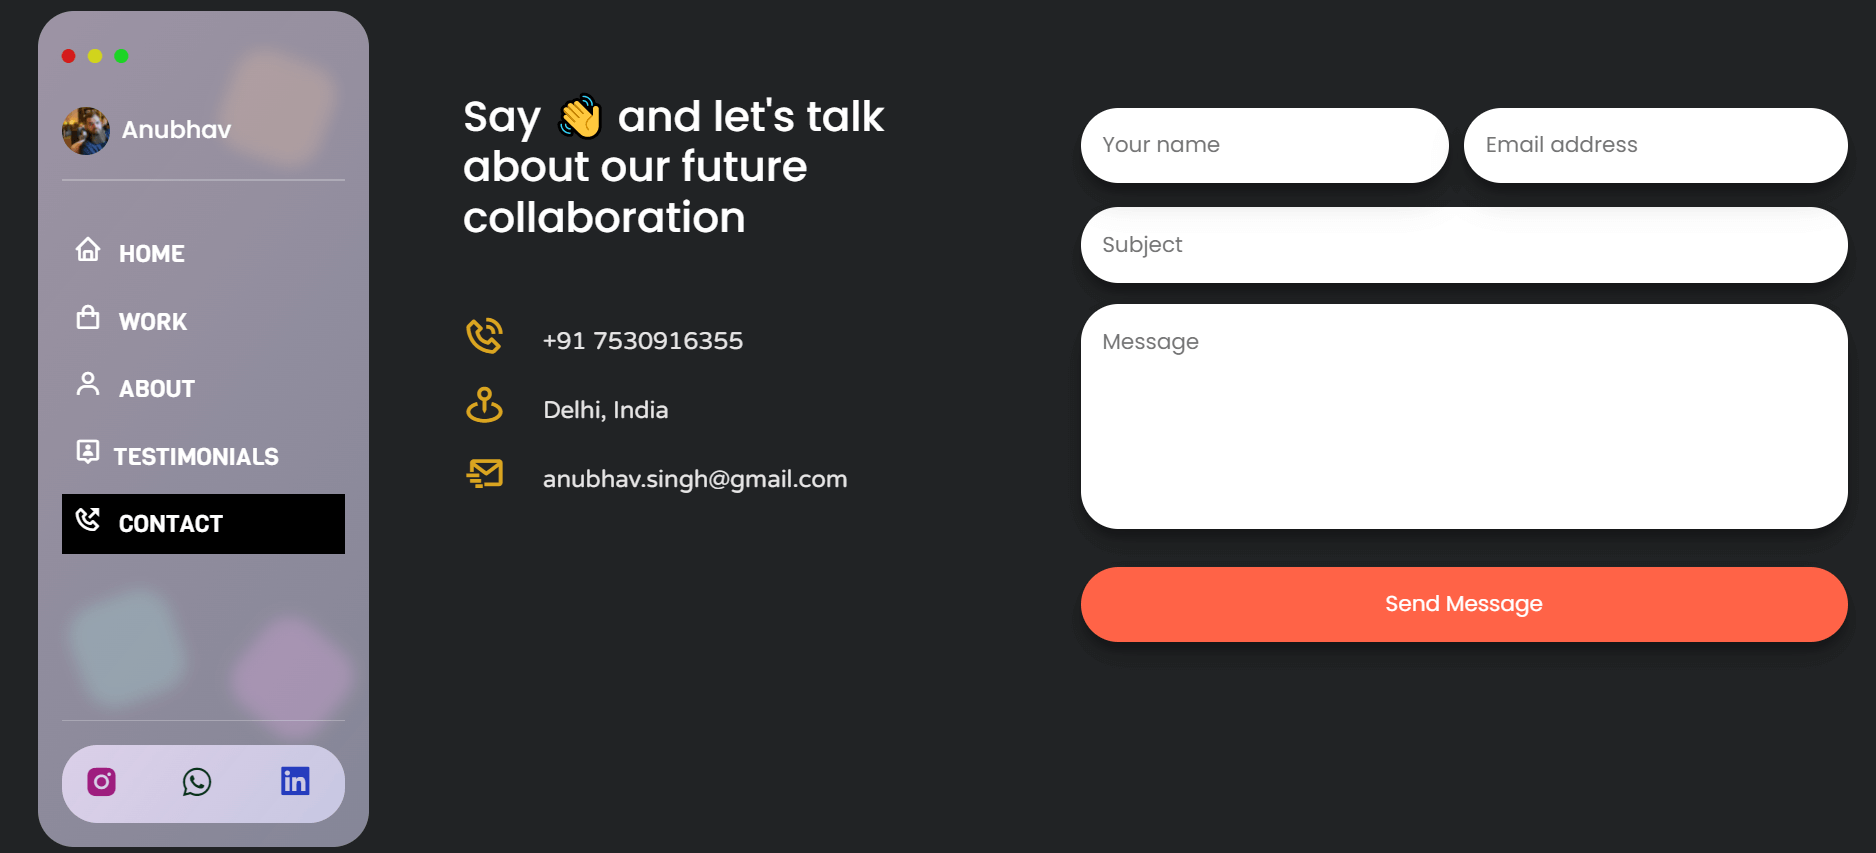 Anubhav
HOME
WORK
ABOUT
TESTIMONIALS
CONTACT
Say 👋 and let's talk
about our future
collaboration
+91 7530916355
Delhi, India
anubhav.singh@gmail.com
Your name
Email address
Subject
Message
Send Message